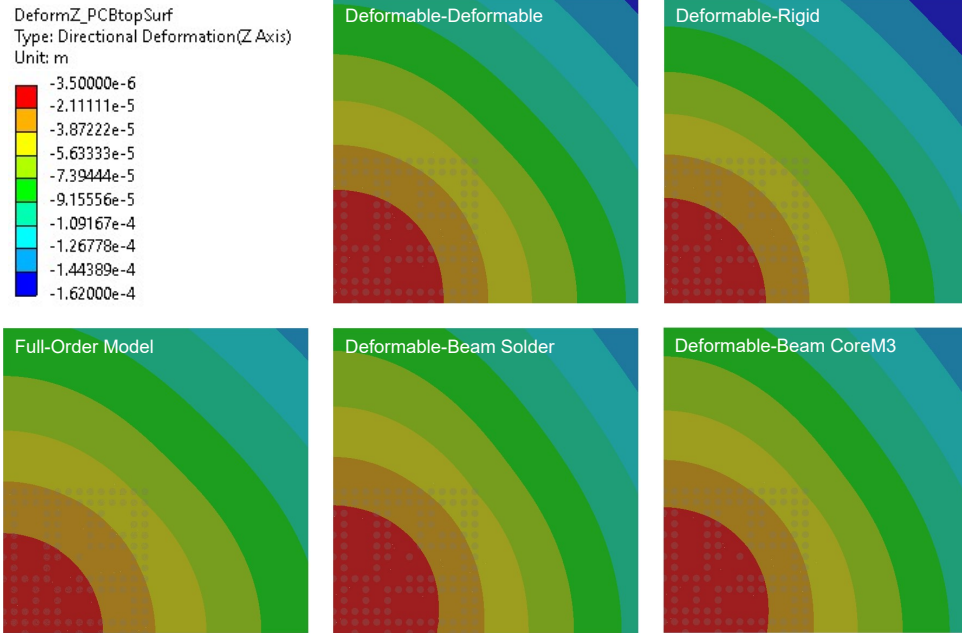 DeformZ_PCBtopSurf
Type: Directional Deformation(Z Axis)
Unit: m
-3.50000e-6
-2.11111e-5
-3.87222e-5
-5.63333e-5
-7.39444e-5
-9.15556e-5
-1.09167e-4
-1.26778e-4
-1.44389e-4
-1.62000e-4
Deformable-Deformable
Deformable-Rigid
Full-Order Model
Deformable-Beam Solder
Deformable-Beam CoreM3